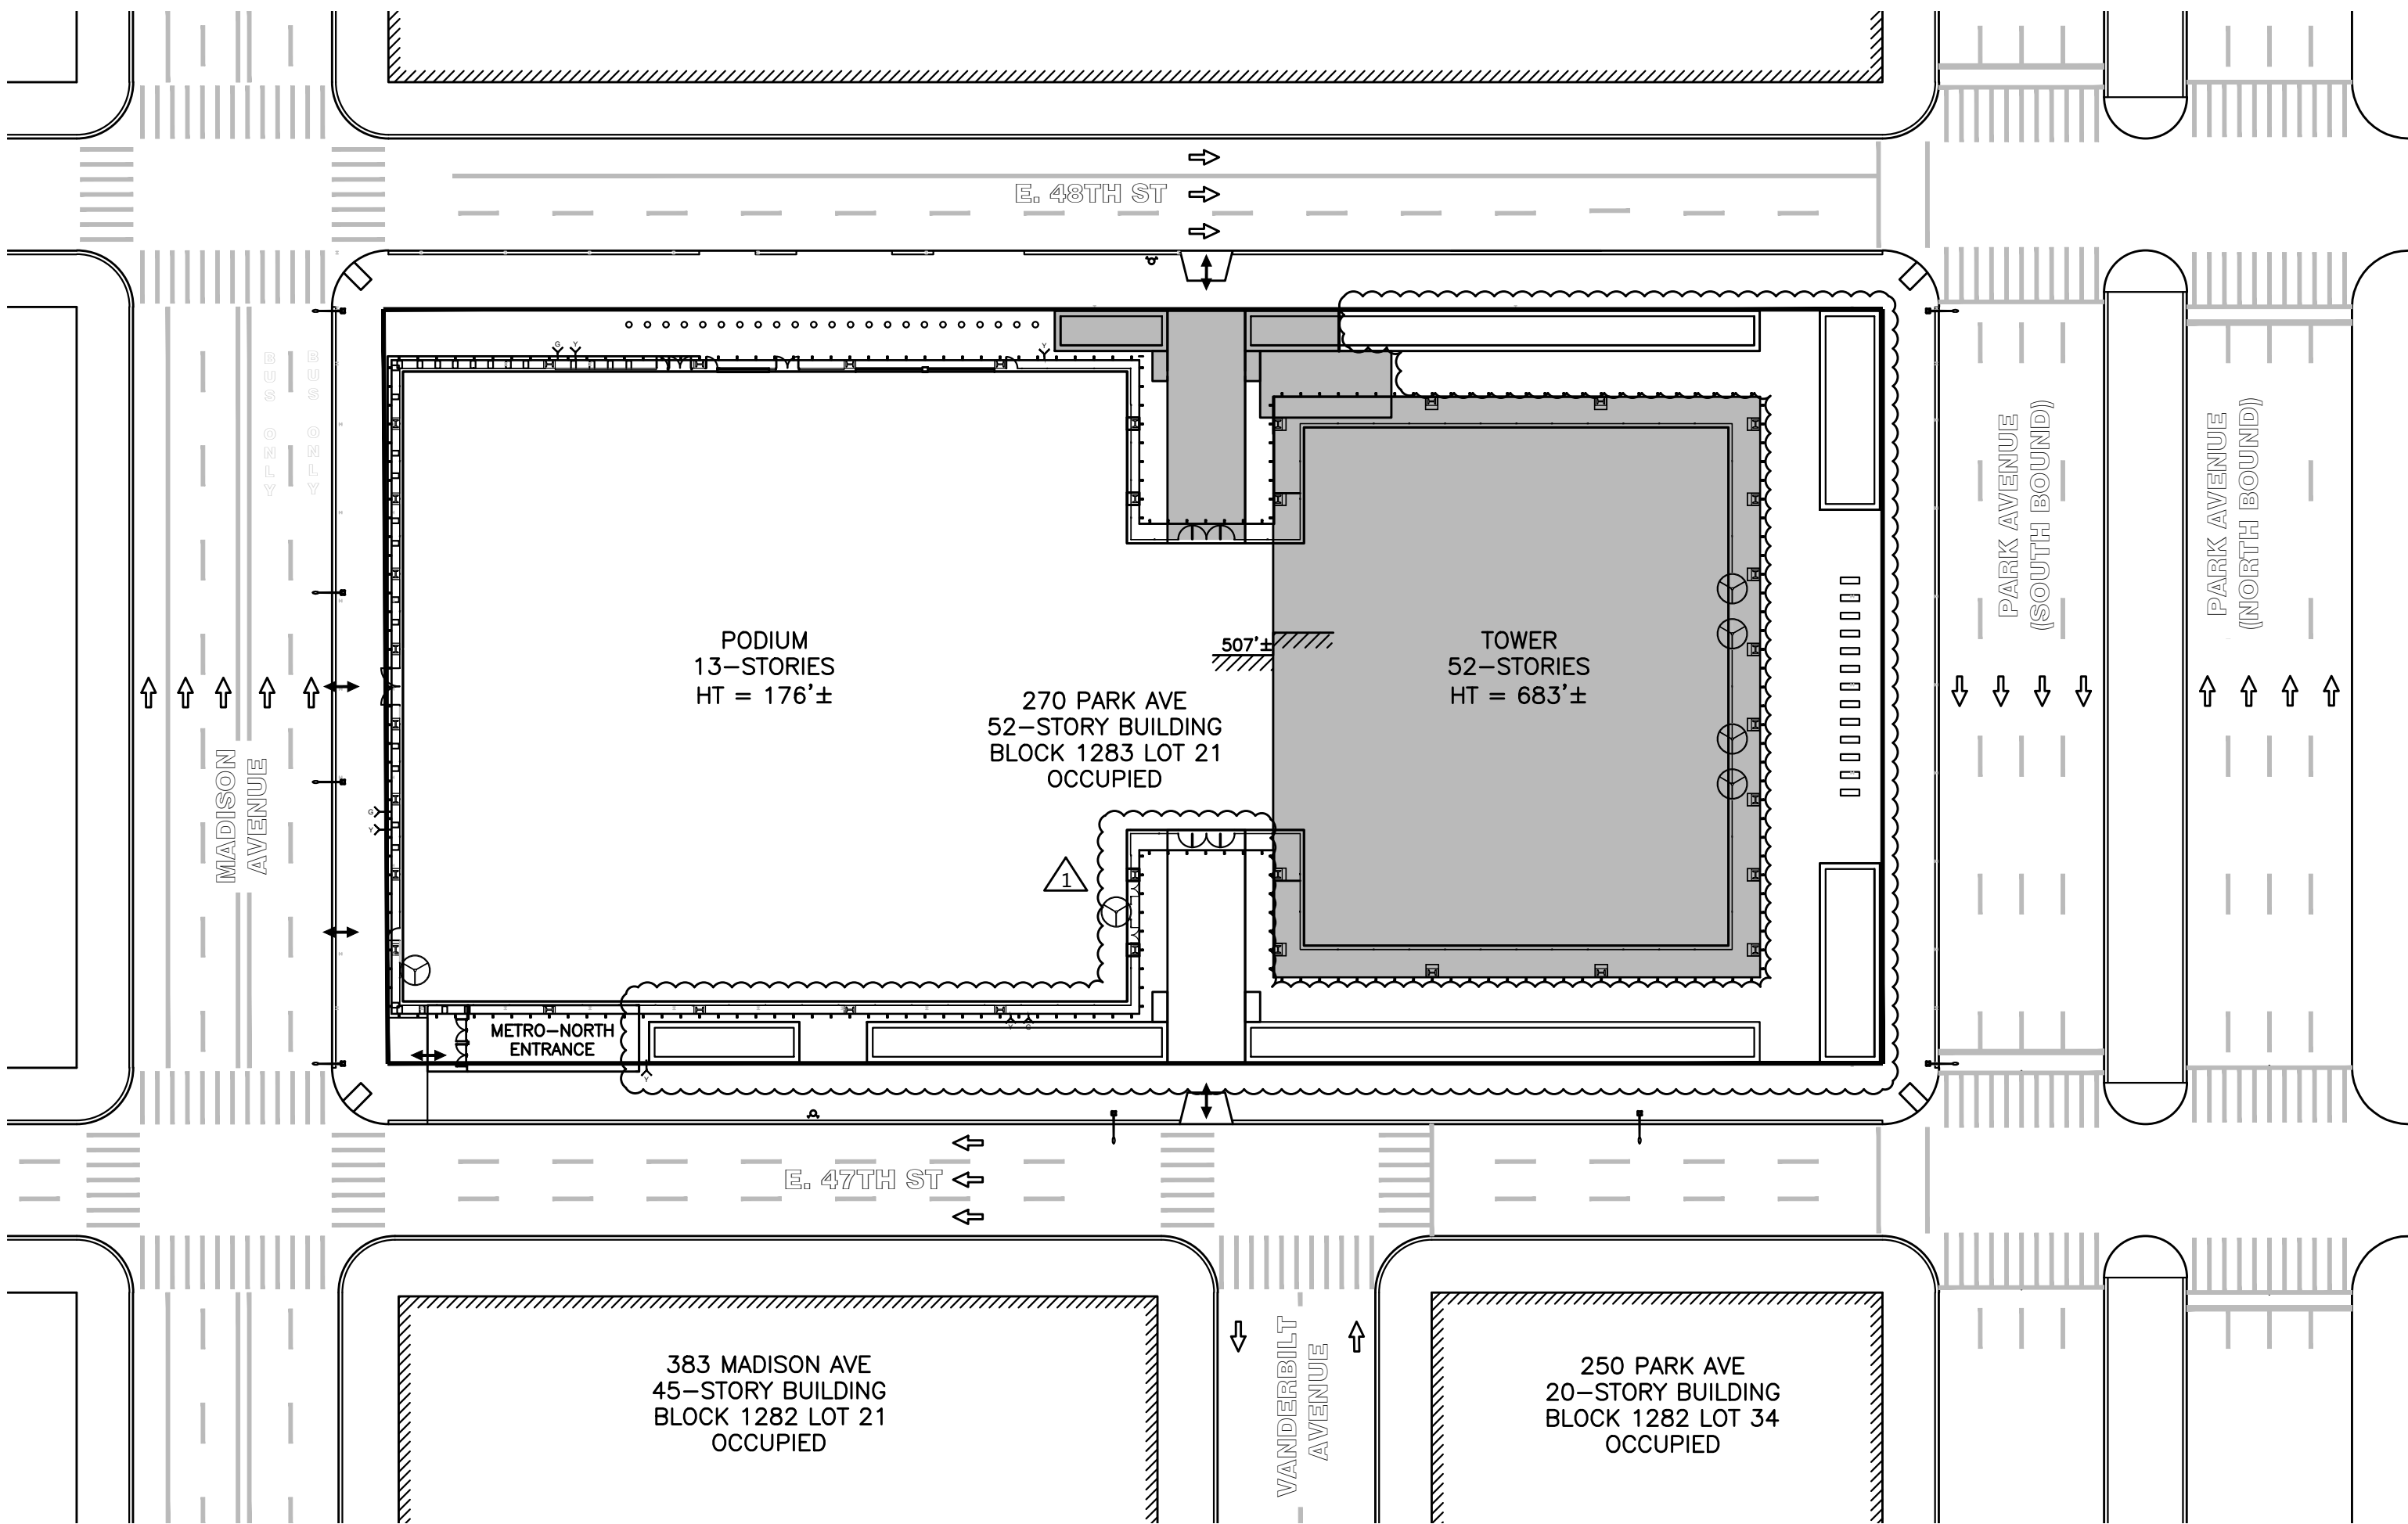 E. 48TH ST
BUS ONLY
BUS ONLY
G
Y
Y
PARK AVENUE
(SOUTH BOUND)
PARK AVENUE
(NORTH BOUND)
PODIUM
13-STORIES
HT = 176'±
507'±
TOWER
52-STORIES
HT = 683'±
270 PARK AVE
52-STORY BUILDING
BLOCK 1283 LOT 21
OCCUPIED
MADISON
AVENUE
G
Y
1
METRO-NORTH
ENTRANCE
Y
G
Y
E. 47TH ST
383 MADISON AVE
45-STORY BUILDING
BLOCK 1282 LOT 21
OCCUPIED
VANDERBILT
AVENUE
250 PARK AVE
20-STORY BUILDING
BLOCK 1282 LOT 34
OCCUPIED